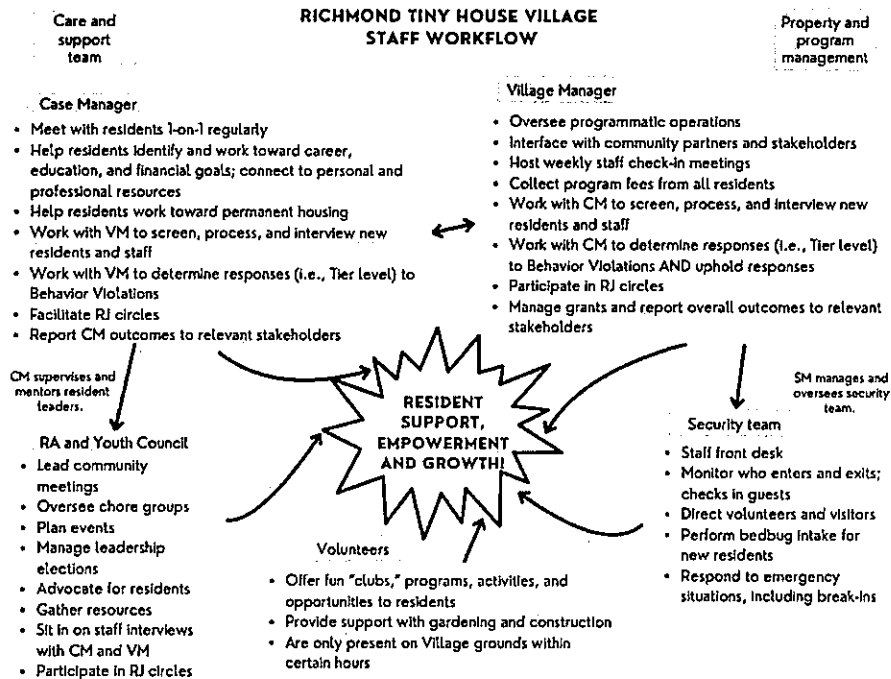 RICHMOND TINY HOUSE VILLAGE
STAFF WORKFLOW
Care and
support
team
Property and
program
management
Case Manager
• Meet with residents 1-on-1 regularly
• Help residents identify and work toward career,
education, and financial goals; connect to personal and
professional resources
• Help residents work toward permanent housing
• Work with VM to screen, process, and interview new
residents and staff
• Work with VM to determine responses (i.e., Tier level) to
Behavior Violations
• Facilitate RJ circles
• Report CM outcomes to relevant stakeholders
Village Manager
• Oversee programmatic operations
• Interface with community partners and stakeholders
• Host weekly staff check-in meetings
• Collect program fees from all residents
• Work with CM to screen, process, and interview new
residents and staff
• Work with CM to determine responses (i.e., Tier level)
to Behavior Violations AND uphold responses
• Participate in RJ circles
• Manage grants and report overall outcomes to relevant
stakeholders
CM supervises and
mentors resident
leaders.
RESIDENT
SUPPORT,
EMPOWERMENT
AND GROWTH!
SM manages and
oversees security
team.
RA and Youth Council
• Lead community
meetings
• Oversee chore groups
• Plan events
• Manage leadership
elections
• Advocate for residents
• Gather resources
• Sit in on staff interviews
with CM and VM
• Participate in RJ circles
Volunteers
• Offer fun "clubs," programs, activities, and
opportunities to residents
• Provide support with gardening and construction
• Are only present on Village grounds within
certain hours
Security team
• Staff front desk
• Monitor who enters and exits;
checks in guests
• Direct volunteers and visitors
• Perform bedbug intake for
new residents
• Respond to emergency
situations, including break-ins